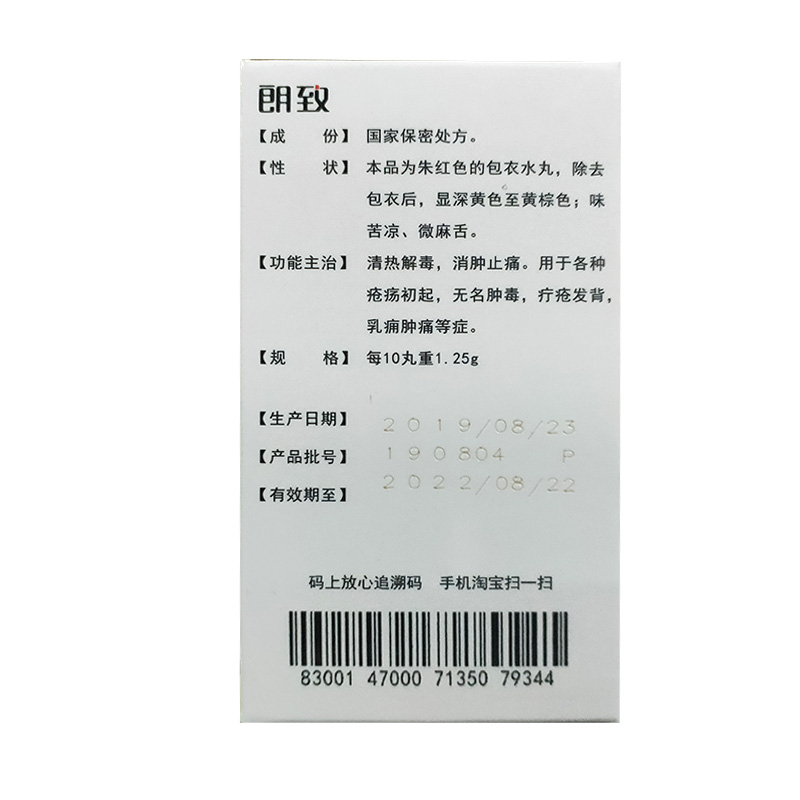 朗致
【成 份】 国家保密处方。
【性 状】 本品为朱红色的包衣水丸，除去
包衣后，显深黄色至黄棕色；味
苦凉、微麻舌。
【功能主治】 清热解毒，消肿止痛。用于各种
疮疡初起，无名肿毒，疔疮发背，
乳痈肿痛等症。
【规 格】 每10丸重1.25g
【生产日期】 2019/08/23
【产品批号】 190804 P
【有效期至】 2022/08/22
码上放心追溯码 手机淘宝扫一扫
83001 47000 71350 79344